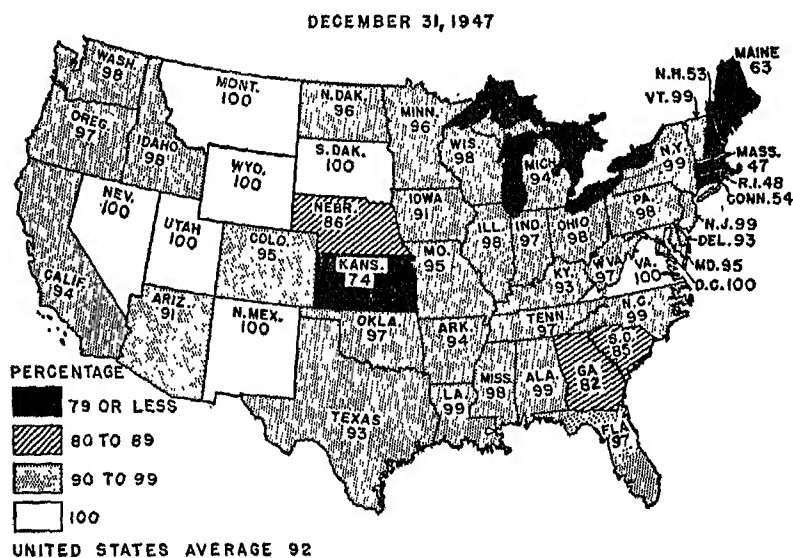 DECEMBER 31, 1947
WASH.
98
OREG.
97
IDAHO
98
MONT.
100
WYO.
100
NEV.
100
UTAH
100
CALIF.
94
ARIZ.
91
COLO.
95
N. MEX.
100
N. DAK.
96
S. DAK.
100
NEBR.
86
KANS.
74
OKLA.
97
TEXAS
93
MINN.
96
IOWA
91
MO.
95
ARK.
94
LA.
99
WIS.
98
ILL.
98
MICH
94
IND.
97
OHIO
98
KY.
93
TENN.
97
MISS.
98
ALA.
99
GA
82
FLA
97
S.C.
85
N.C.
99
VA.
100
W.VA
97
PA.
98
N.Y.
99
VT. 99
N.H. 53
MAINE
63
MASS.
47
R.I. 48
CONN. 54
N.J. 99
DEL. 93
MD. 95
D.C. 100
PERCENTAGE
79 OR LESS
80 TO 89
90 TO 99
100
UNITED STATES AVERAGE 92